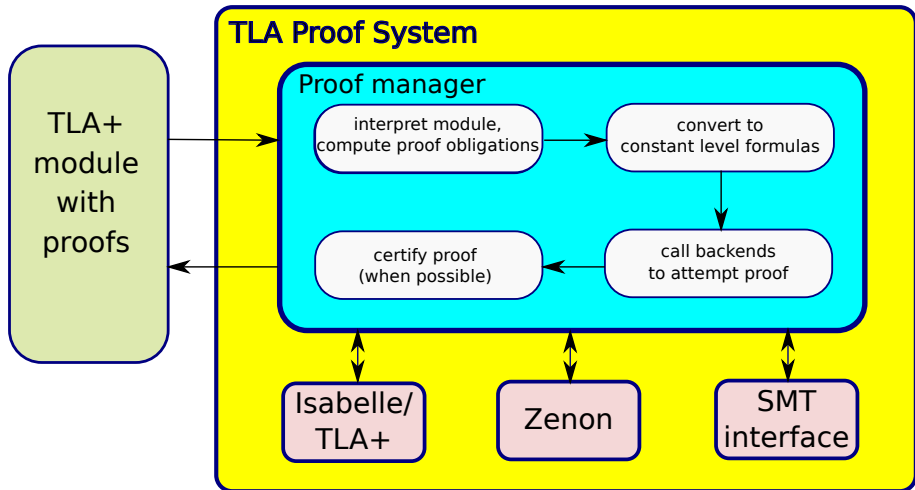 TLA Proof System
Proof manager
TLA+
module
with
proofs
interpret module,
compute proof obligations
convert to
constant level formulas
certify proof
(when possible)
call backends
to attempt proof
Isabelle/
TLA+
Zenon
SMT
interface